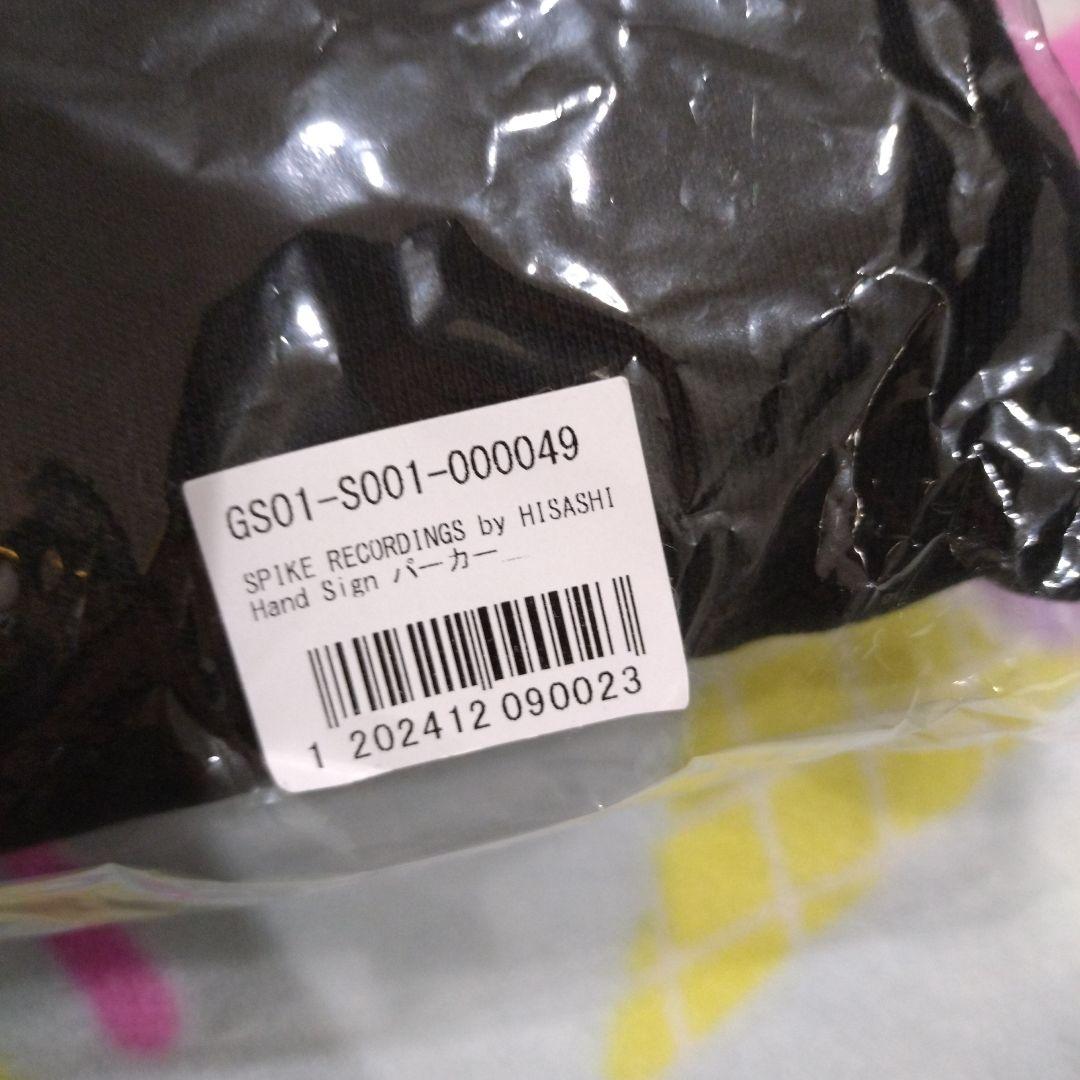 GS01-S001-000049
SPIKE RECORDINGS by HISASHI
Hand Sign パーカー
1 202412 090023